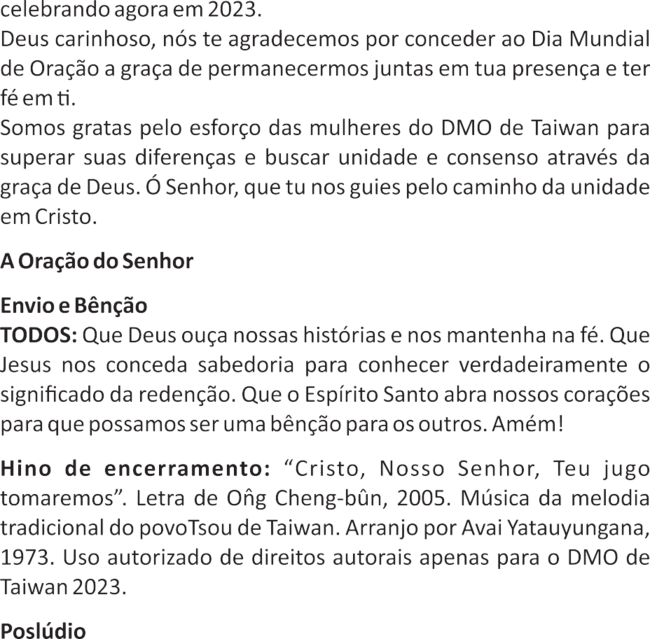 celebrando agora em 2023.
Deus carinhoso, nós te agradecemos por conceder ao Dia Mundial
de Oração a graça de permanecermos juntas em tua presença e ter
fé em ti.
Somos gratas pelo esforço das mulheres do DMO de Taiwan para
superar suas diferenças e buscar unidade e consenso através da
graça de Deus. Ó Senhor, que tu nos guies pelo caminho da unidade
em Cristo.
A Oração do Senhor
Envio e Bênção
TODOS: Que Deus ouça nossas histórias e nos mantenha na fé. Que
Jesus nos conceda sabedoria para conhecer verdadeiramente o
significado da redenção. Que o Espírito Santo abra nossos corações
para que possamos ser uma bênção para os outros. Amém!
Hino de encerramento: “Cristo, Nosso Senhor, Teu jugo
tomaremos”. Letra de On̂g Cheng-bûn, 2005. Música da melodia
tradicional do povoTsou de Taiwan. Arranjo por Avai Yatauyungana,
1973. Uso autorizado de direitos autorais apenas para o DMO de
Taiwan 2023.
Poslúdio